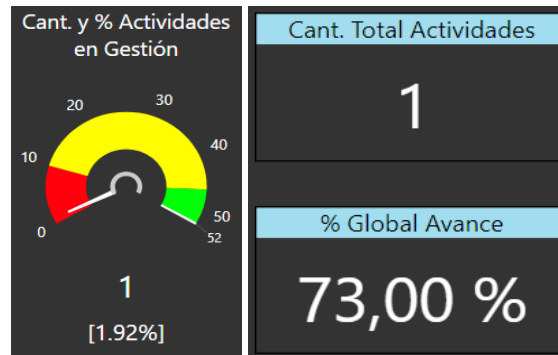 Cant. y % Actividades
en Gestión
20
30
10
40
0
50
52
1
[1.92%]
Cant. Total Actividades
1
% Global Avance
73,00 %